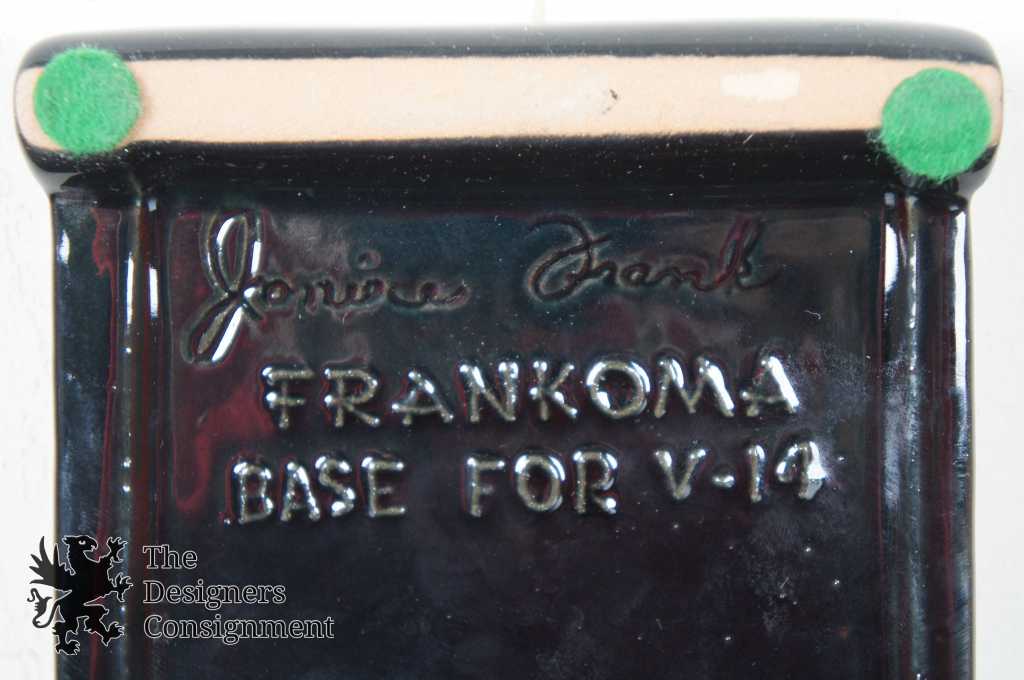 Joniece Frank
FRANKOMA
BASE FOR V-14
The
Designers
Consignment